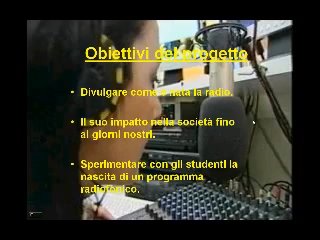 Obiettivi del progetto
• Divulgare come è nata la radio.
• Il suo impatto nella società fino
ai giorni nostri.
• Sperimentare con gli studenti la
nascita di un programma
radiofonico.